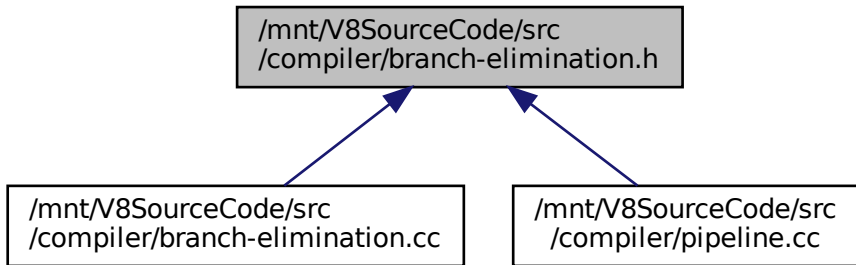 /mnt/V8SourceCode/src
/compiler/branch-elimination.h
/mnt/V8SourceCode/src
/compiler/branch-elimination.cc
/mnt/V8SourceCode/src
/compiler/pipeline.cc